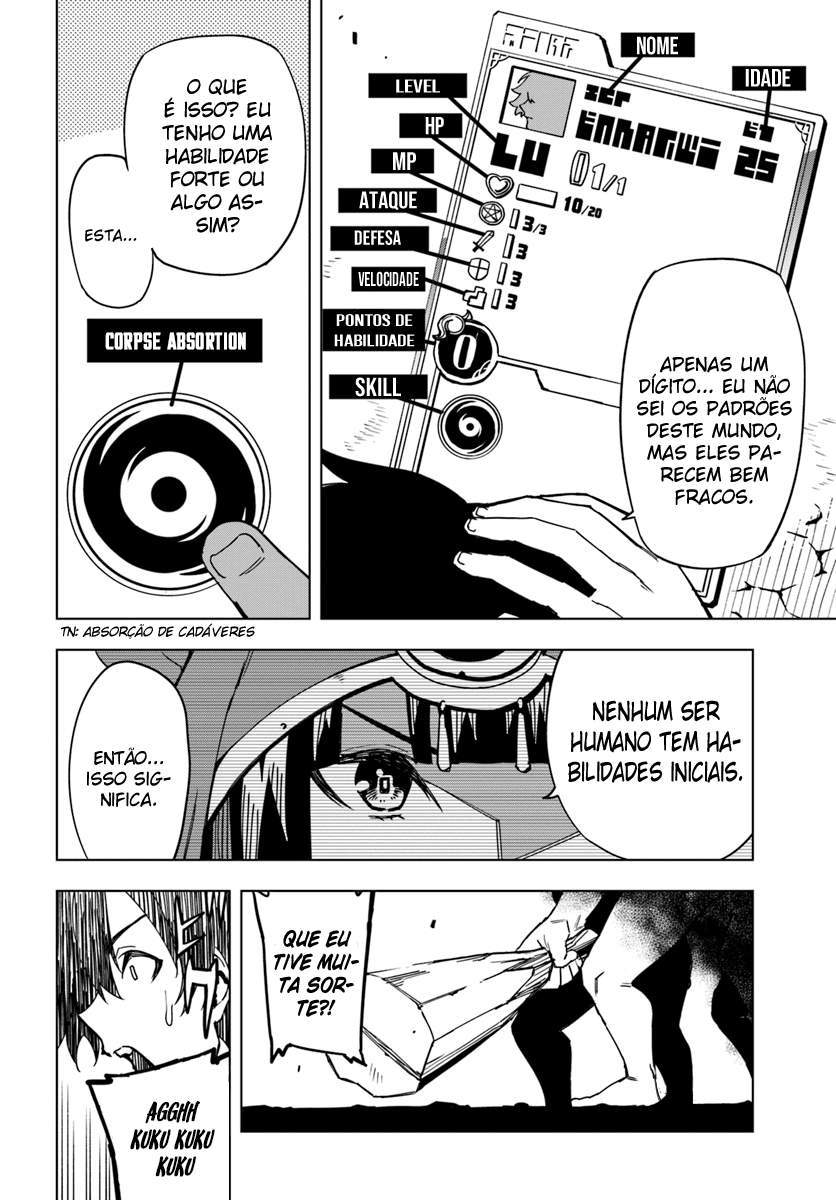 NOME
IDADE
LEVEL
HP
MP
ATAQUE
DEFESA
VELOCIDADE
PONTOS DE
HABILIDADE
SKILL
25
01/1
10/20
3/3
3
3
3
0
APENAS UM
DÍGITO... EU NÃO
SEI OS PADRÕES
DESTE MUNDO,
MAS ELES PA-
RECEM BEM
FRACOS.
O QUE
É ISSO? EU
TENHO UMA
HABILIDADE
FORTE OU
ALGO AS-
SIM?
ESTA...
CORPSE ABSORTION
TN: ABSORÇÃO DE CADÁVERES
NENHUM SER
HUMANO TEM HA-
BILIDADES INICIAIS.
ENTÃO...
ISSO SIG-
NIFICA.
QUE EU
TIVE MUI-
TA SOR-
TE?!
AGGHH
KUKU KUKU
KUKU